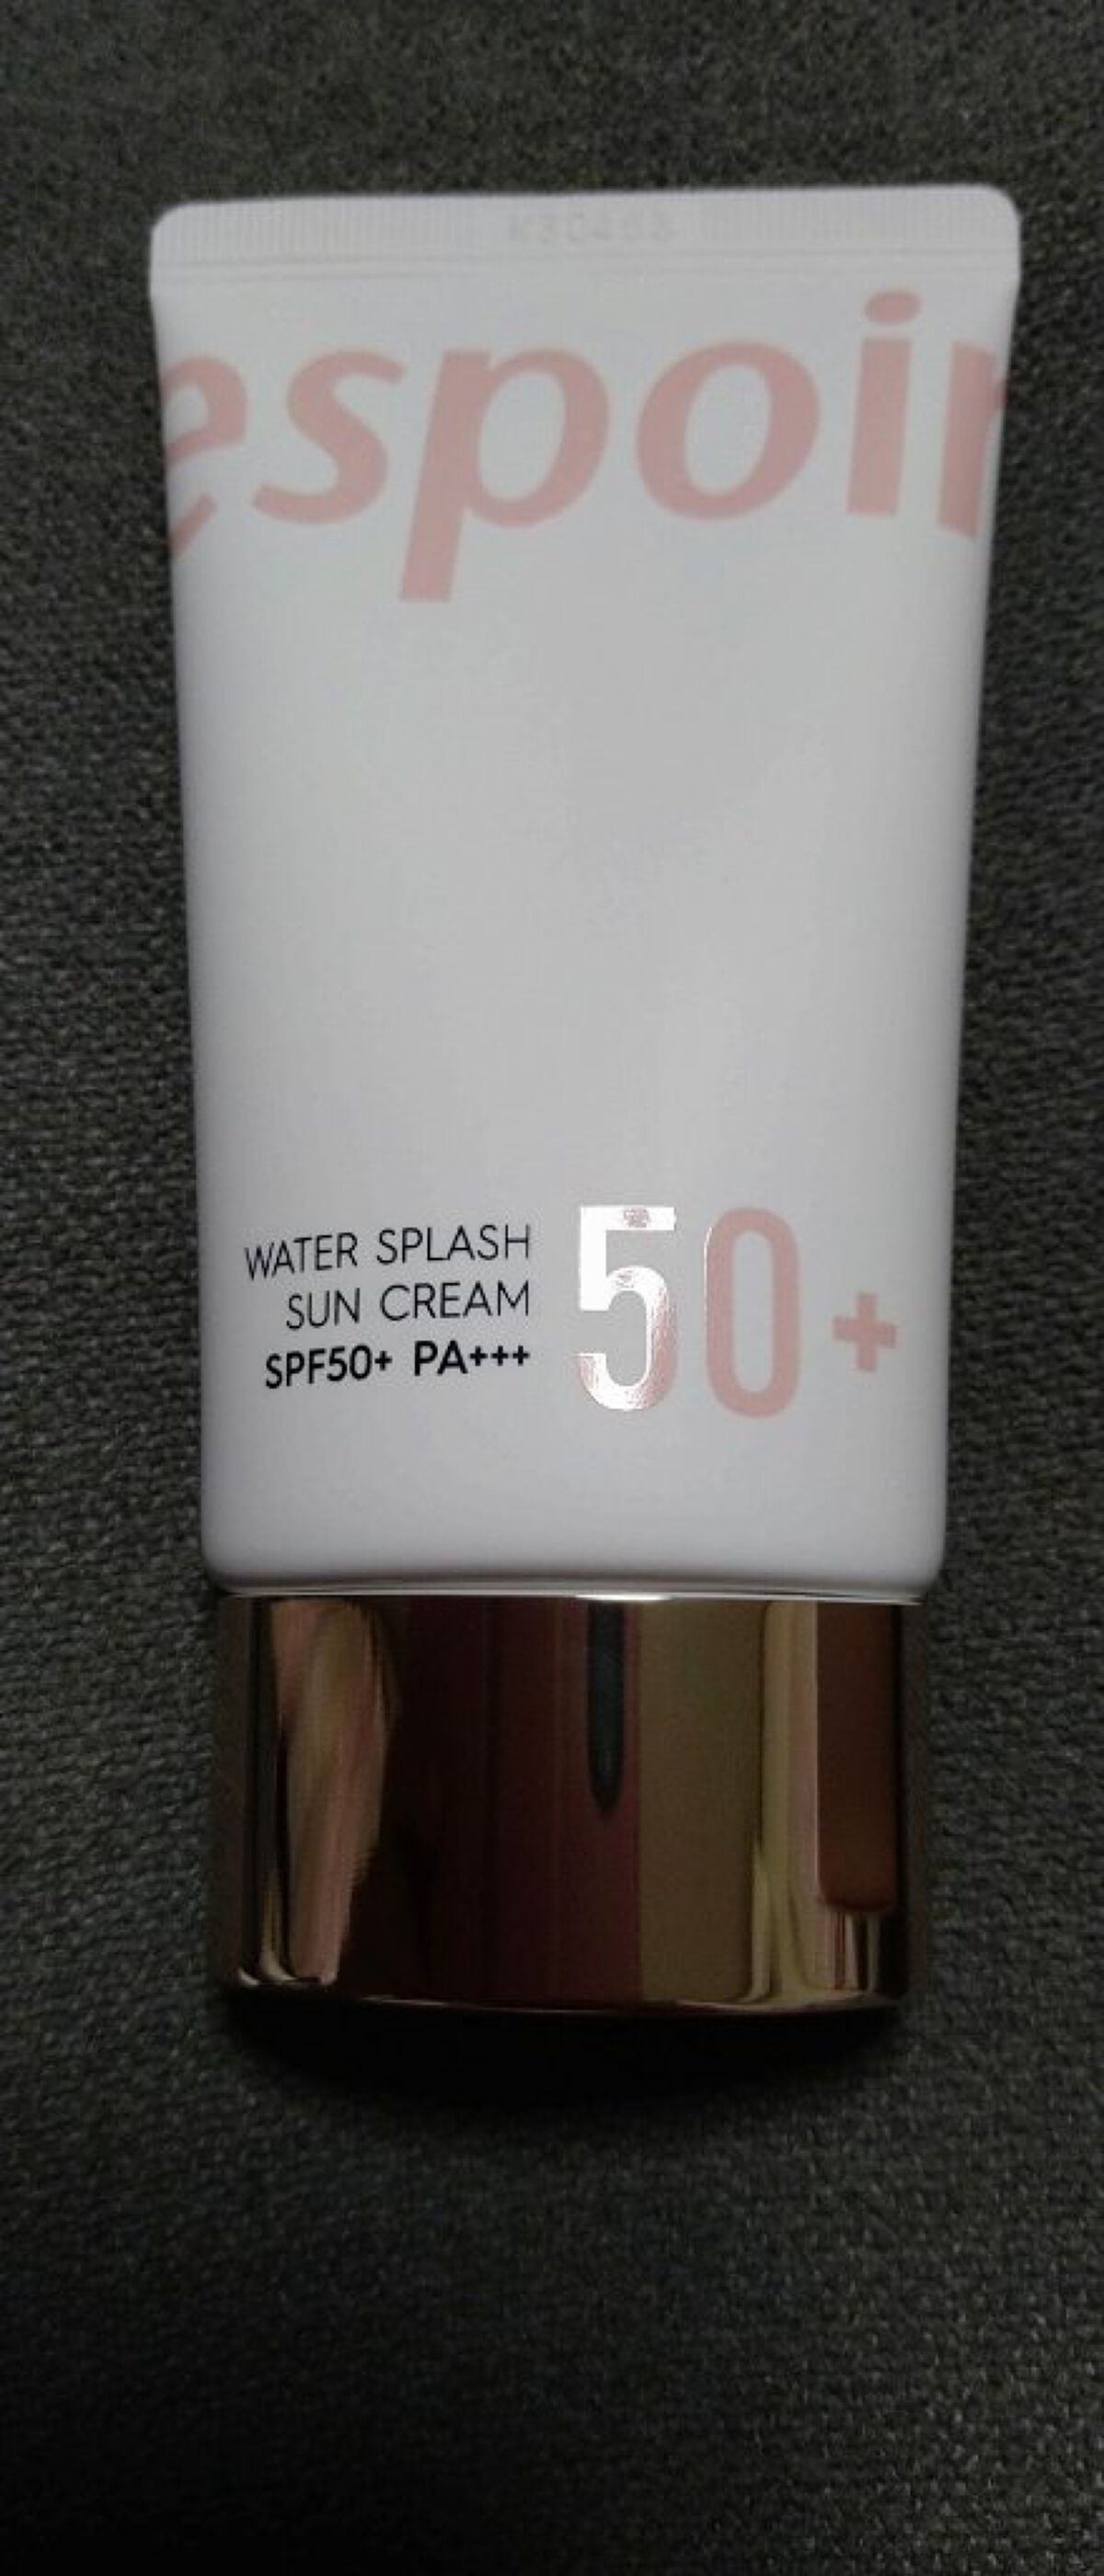 espoir
WATER SPLASH
SUN CREAM
SPF50+ PA+++
50+